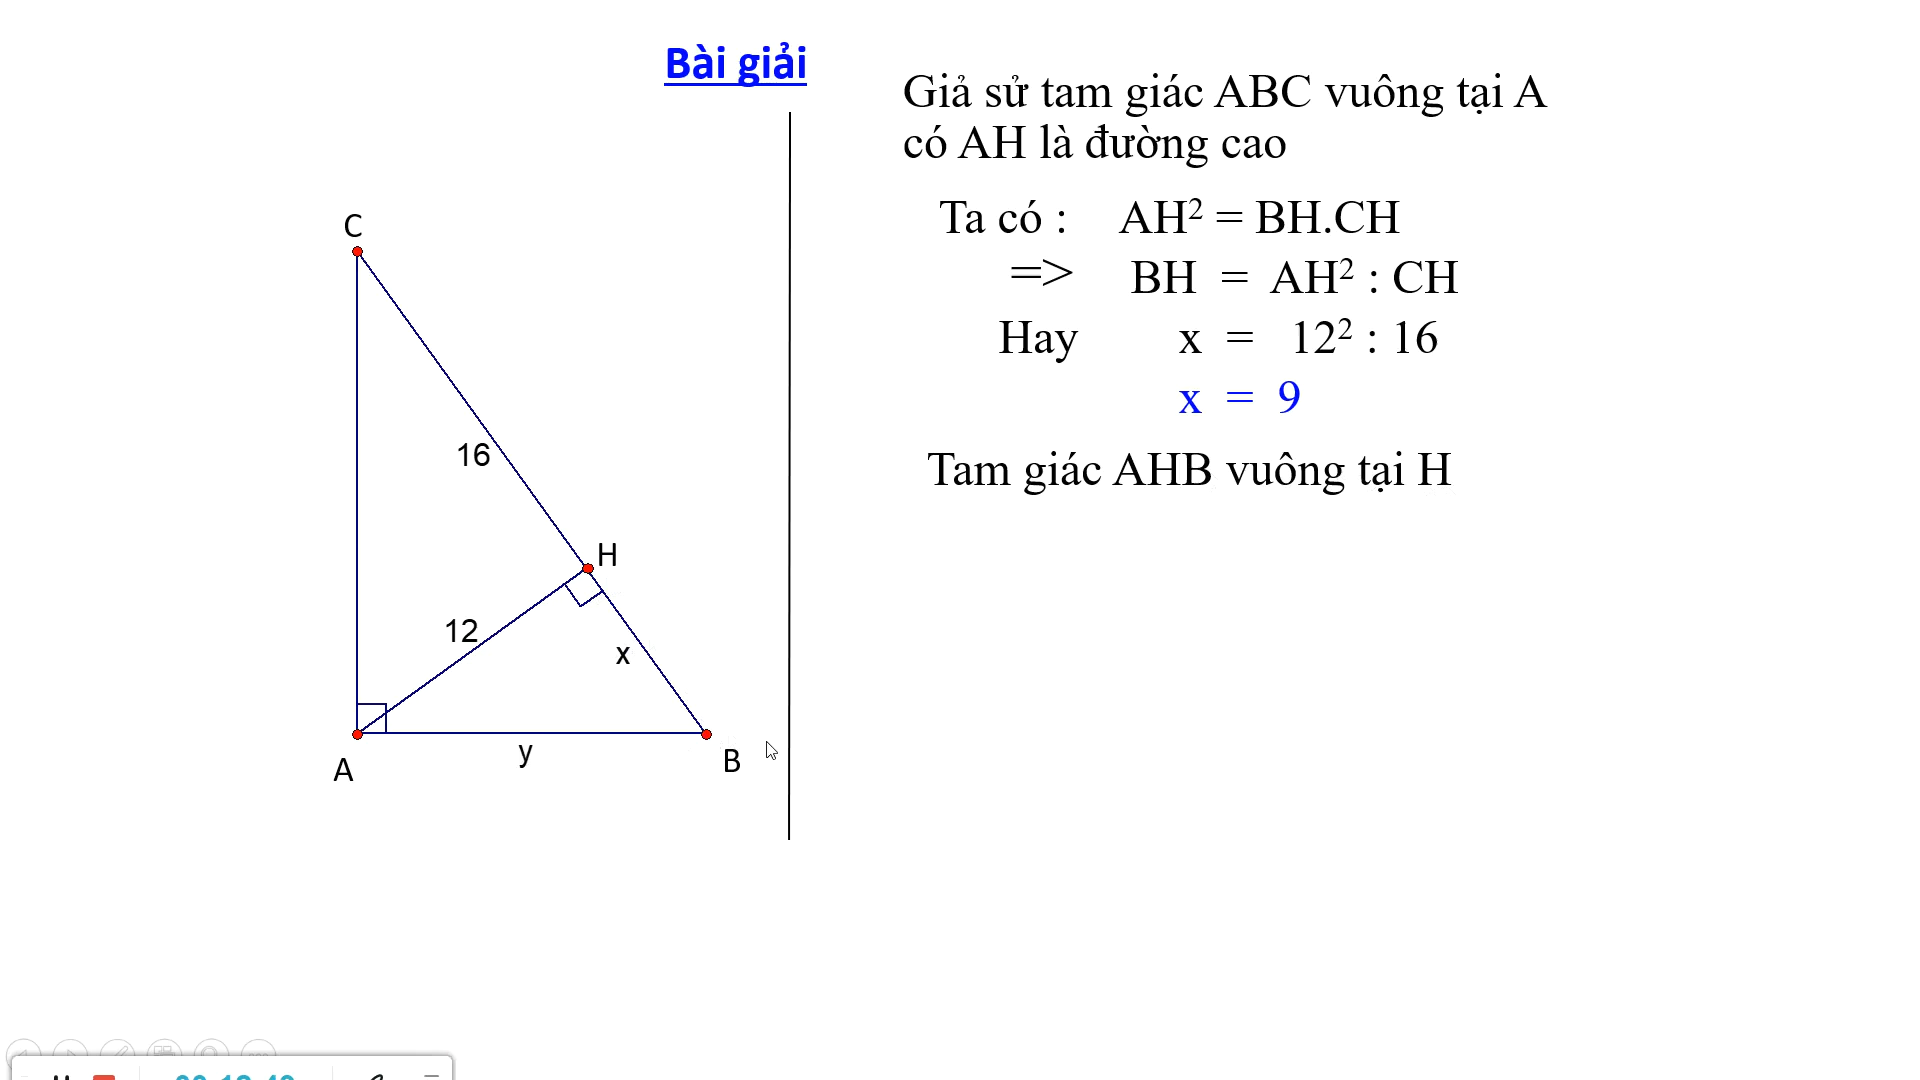 Bài giải
Giả sử tam giác ABC vuông tại A
có AH là đường cao
Ta có : AH² = BH.CH
=> BH = AH² : CH
Hay x = 12² : 16
x = 9
Tam giác AHB vuông tại H
C
16
H
12
x
y
A
B